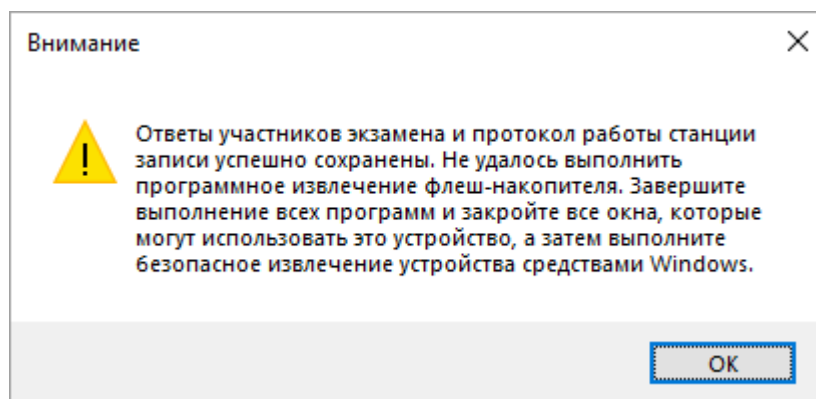 Внимание
Ответы участников экзамена и протокол работы станции
записи успешно сохранены. Не удалось выполнить
программное извлечение флеш-накопителя. Завершите
выполнение всех программ и закройте все окна, которые
могут использовать это устройство, а затем выполните
безопасное извлечение устройства средствами Windows.
OK